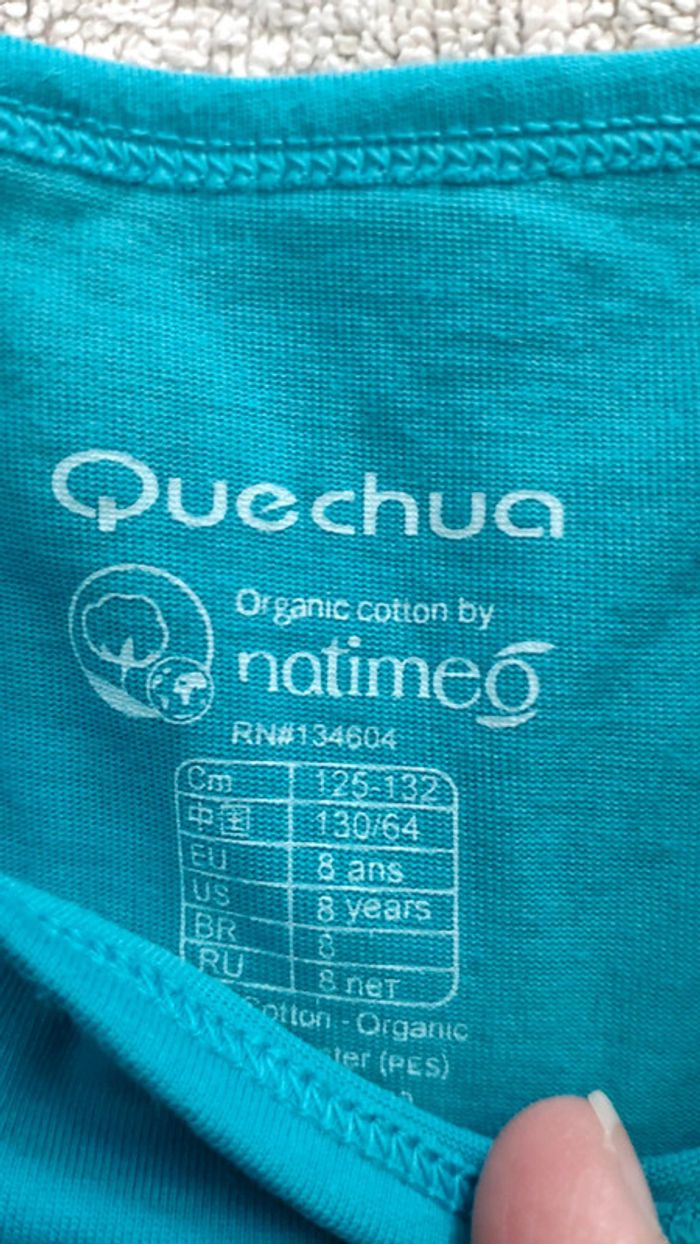 Quechua
Organic cotton by
natimeo
RN#134604
Cm 125-132
中国 130/64
EU 8 ans
US 8 years
BR 8
RU 8 лет
Cotton - Organic
(PES)